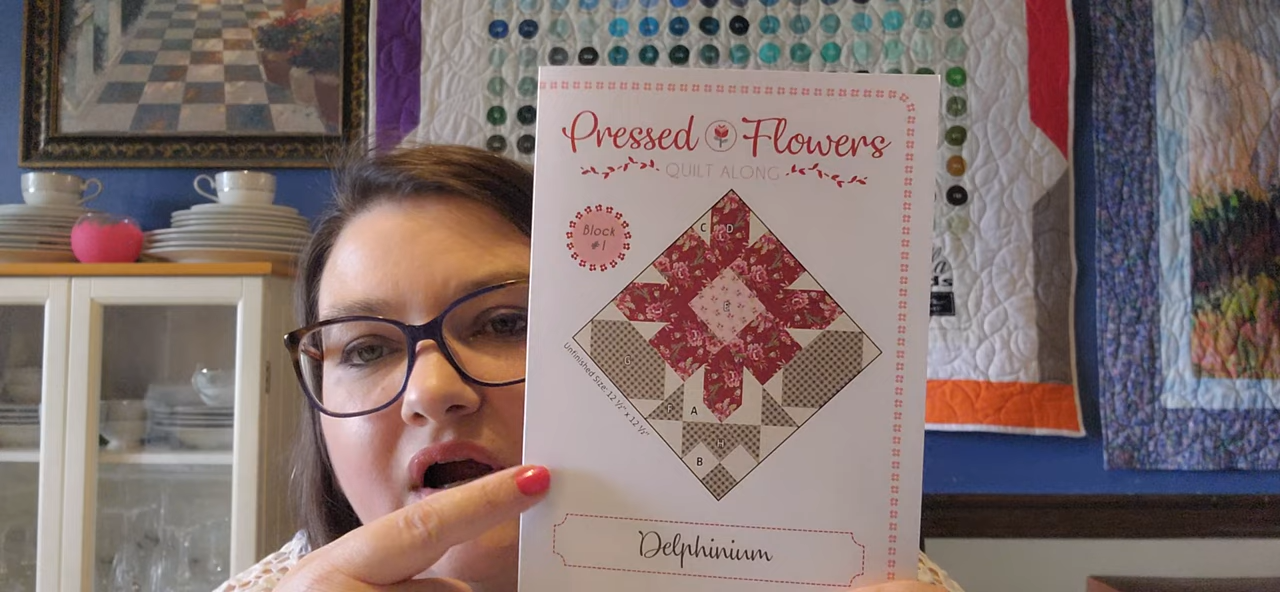 Pressed Flowers
QUILT ALONG
Block
#1
C D
E
G
F A
H
B
Unfinished Size: 12 ½" x 12 ½"
Delphinium